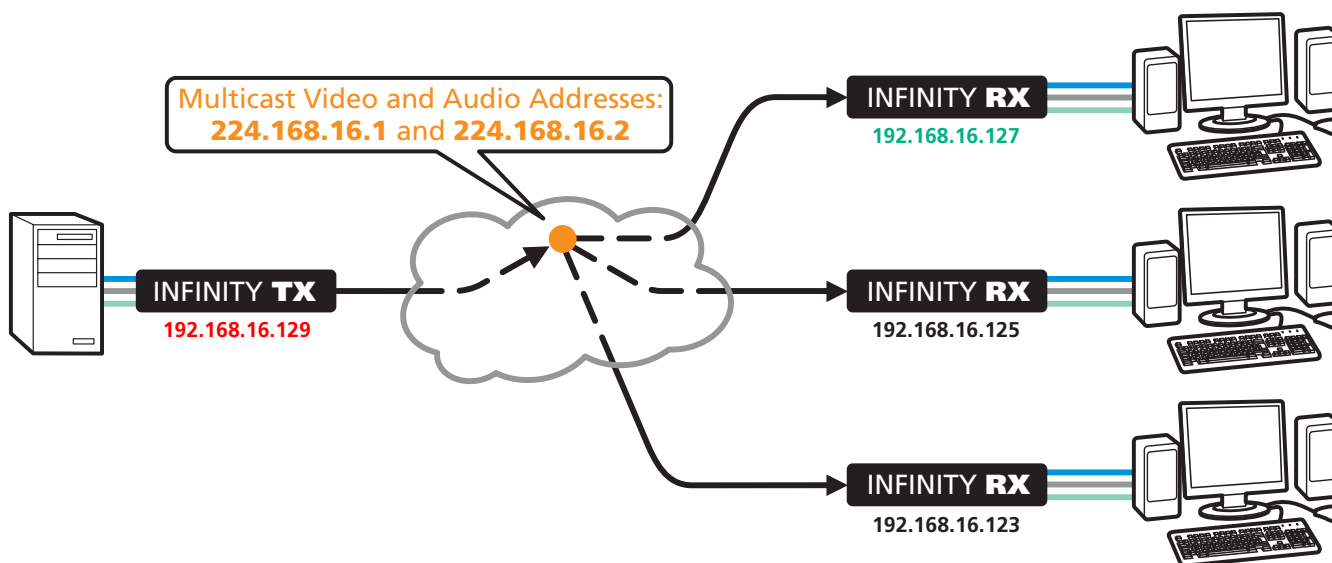 Multicast Video and Audio Addresses:
224.168.16.1 and 224.168.16.2
INFINITY TX
192.168.16.129
INFINITY RX
192.168.16.127
INFINITY RX
192.168.16.125
INFINITY RX
192.168.16.123